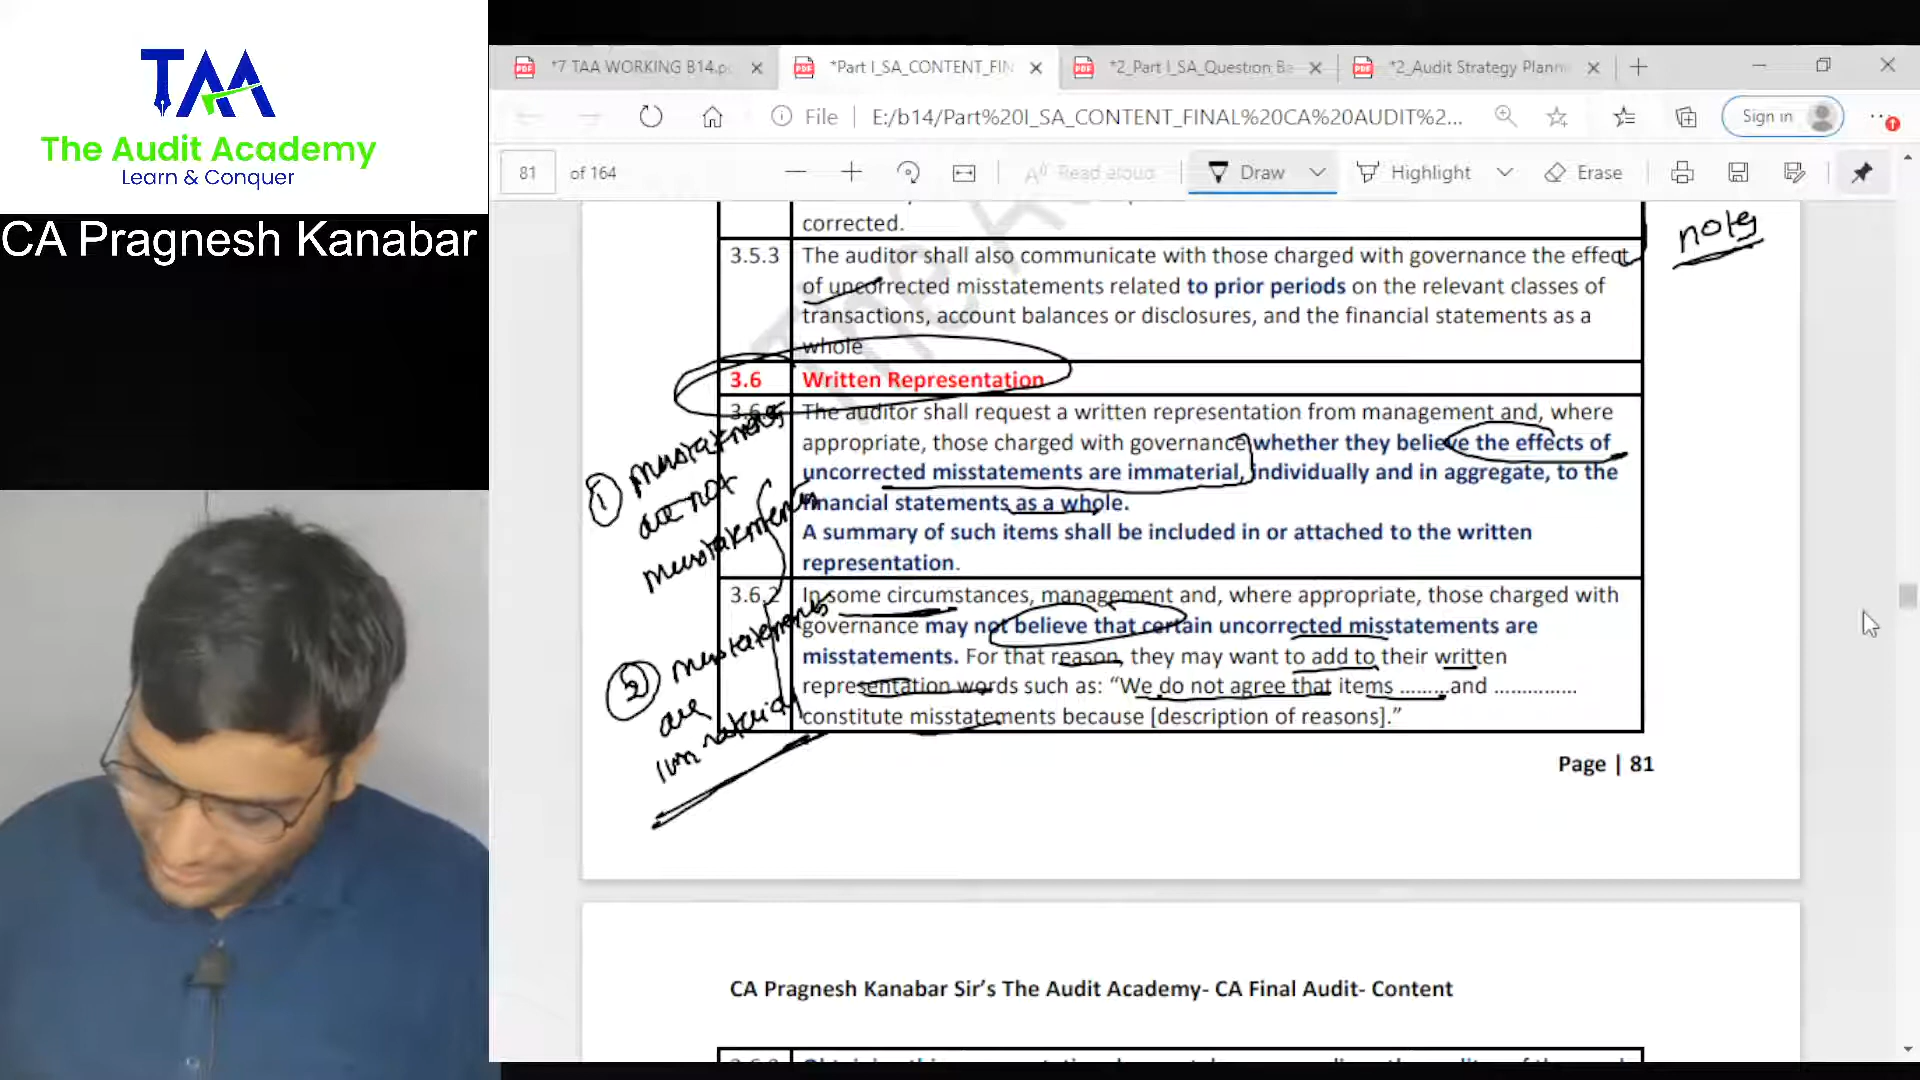 TAA
The Audit Academy
Learn & Conquer
CA Pragnesh Kanabar
*7 TAA WORKING B14.p
*Part I_SA_CONTENT_FIN
*2_Part I_SA_Question Ba
*2_Audit Strategy Plann
File
E:/b14/Part%20I_SA_CONTENT_FINAL%20CA%20AUDIT%2...
Sign in
81 of 164
Read aloud
Draw
Highlight
Erase
corrected.
notes
3.5.3 The auditor shall also communicate with those charged with governance the effect
of uncorrected misstatements related to prior periods on the relevant classes of
transactions, account balances or disclosures, and the financial statements as a
whole
3.6 Written Representation
The auditor shall request a written representation from management and, where
appropriate, those charged with governance whether they believe the effects of
uncorrected misstatements are immaterial, individually and in aggregate, to the
financial statements as a whole.
A summary of such items shall be included in or attached to the written
representation.
3.6.2 In some circumstances, management and, where appropriate, those charged with
governance may not believe that certain uncorrected misstatements are
misstatements. For that reason, they may want to add to their written
representation words such as: “We do not agree that items .........and ...............
constitute misstatements because [description of reasons].”
1 misstatements
are not
misstatements
2 misstatements
are
immaterial
Page | 81
CA Pragnesh Kanabar Sir’s The Audit Academy- CA Final Audit- Content